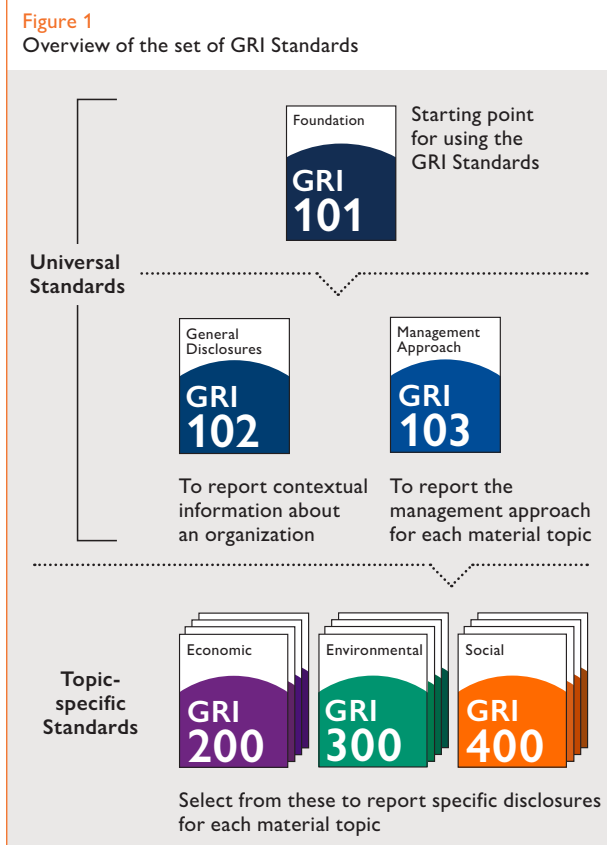 Figure 1
Overview of the set of GRI Standards
Foundation
GRI
101
Starting point
for using the
GRI Standards
Universal
Standards
General
Disclosures
GRI
102
To report contextual
information about
an organization
Management
Approach
GRI
103
To report the
management approach
for each material topic
Topic-
specific
Standards
Economic
GRI
200
Environmental
GRI
300
Social
GRI
400
Select from these to report specific disclosures
for each material topic